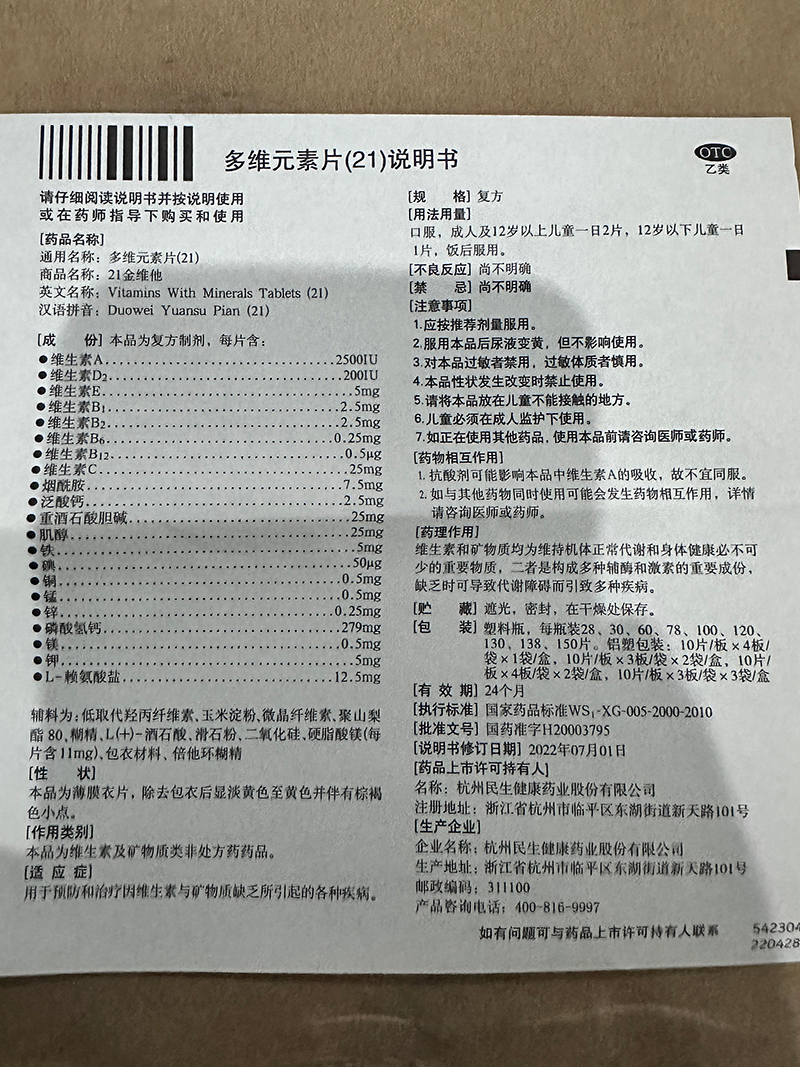 多维元素片(21)说明书
OTC
乙类
请仔细阅读说明书并按说明使用
或在药师指导下购买和使用
[药品名称]
通用名称：多维元素片(21)
商品名称：21金维他
英文名称：Vitamins With Minerals Tablets (21)
汉语拼音：Duowei Yuansu Pian (21)
[成 份] 本品为复方制剂，每片含：
●维生素A......................................2500IU
●维生素D₂......................................200IU
●维生素E......................................5mg
●维生素B₁......................................2.5mg
●维生素B₂......................................2.5mg
●维生素B₆......................................0.25mg
●维生素B₁₂......................................0.5μg
●维生素C......................................25mg
●烟酰胺......................................7.5mg
●泛酸钙......................................2.5mg
●重酒石酸胆碱......................................25mg
●肌醇......................................25mg
●铁......................................5mg
●碘......................................50μg
●铜......................................0.5mg
●锰......................................0.5mg
●锌......................................0.25mg
●磷酸氢钙......................................279mg
●镁......................................0.5mg
●钾......................................5mg
●L-赖氨酸盐......................................12.5mg
辅料为：低取代羟丙纤维素、玉米淀粉、微晶纤维素、聚山梨
酯80、糊精、L(+)-酒石酸、滑石粉、二氧化硅、硬脂酸镁(每
片含11mg)、包衣材料、倍他环糊精
[性 状]
本品为薄膜衣片，除去包衣后显淡黄色至黄色并伴有棕褐
色小点。
[作用类别]
本品为维生素及矿物质类非处方药药品。
[适 应 症]
用于预防和治疗因维生素与矿物质缺乏所引起的各种疾病。
[规 格] 复方
[用法用量]
口服，成人及12岁以上儿童一日2片，12岁以下儿童一日
1片，饭后服用。
[不良反应] 尚不明确
[禁 忌] 尚不明确
[注意事项]
1.应按推荐剂量服用。
2.服用本品后尿液变黄，但不影响使用。
3.对本品过敏者禁用，过敏体质者慎用。
4.本品性状发生改变时禁止使用。
5.请将本品放在儿童不能接触的地方。
6.儿童必须在成人监护下使用。
7.如正在使用其他药品，使用本品前请咨询医师或药师。
[药物相互作用]
1.抗酸剂可能影响本品中维生素A的吸收，故不宜同服。
2.如与其他药物同时使用可能会发生药物相互作用，详情
请咨询医师或药师。
[药理作用]
维生素和矿物质均为维持机体正常代谢和身体健康必不可
少的重要物质，二者是构成多种辅酶和激素的重要成份，
缺乏时可导致代谢障碍而引致多种疾病。
[贮 藏] 遮光，密封，在干燥处保存。
[包 装] 塑料瓶，每瓶装28、30、60、78、100、120、
130、138、150片。铝塑包装：10片/板×4板/
袋×1袋/盒，10片/板×3板/袋×2袋/盒，10片/
板×4板/袋×2袋/盒，10片/板×3板/袋×3袋/盒
[有 效 期] 24个月
[执行标准] 国家药品标准WS₁-XG-005-2000-2010
[批准文号] 国药准字H20003795
[说明书修订日期] 2022年07月01日
[药品上市许可持有人]
名称：杭州民生健康药业股份有限公司
注册地址：浙江省杭州市临平区东湖街道新天路101号
[生产企业]
企业名称：杭州民生健康药业股份有限公司
生产地址：浙江省杭州市临平区东湖街道新天路101号
邮政编码：311100
产品咨询电话：400-816-9997
如有问题可与药品上市许可持有人联系
542304
220428